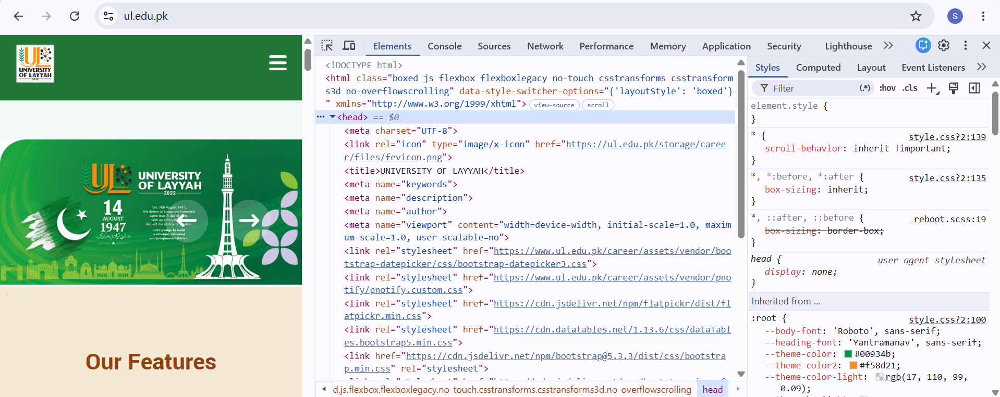 ul.edu.pk
S
UL
UNIVERSITY
OF LAYYAH
2022
UL
UNIVERSITY
OF LAYYAH
2022
14
AUGUST
1947
جشنِ آزادی مبارک
On 14th August 1947,
the dream of a separate homeland
came true. A day of
faith and
defined the destiny of
Let's pledge to build
a stronger, educated
and prosperous Pakistan.
Our Features
Elements Console Sources Network Performance Memory Application Security Lighthouse
<!DOCTYPE html>
<html class="boxed js flexbox flexboxlegacy no-touch csstransforms csstransform
s3d no-overflowscrolling" data-style-switcher-options="{'layoutStyle': 'boxed'}
" xmlns="http://www.w3.org/1999/xhtml"> view-source scroll
<head> == $0
<meta charset="UTF-8">
<link rel="icon" type="image/x-icon" href="https://ul.edu.pk/storage/caree
r/files/fevicon.png">
<title>UNIVERSITY OF LAYYAH</title>
<meta name="keywords">
<meta name="description">
<meta name="author">
<meta name="viewport" content="width=device-width, initial-scale=1.0, maxim
um-scale=1.0, user-scalable=no">
<link rel="stylesheet" href="https://www.ul.edu.pk/career/assets/vendor/boo
tstrap-datepicker/css/bootstrap-datepicker3.css">
<link rel="stylesheet" href="https://www.ul.edu.pk/career/assets/vendor/pno
tify/pnotify.custom.css">
<link rel="stylesheet" href="https://cdn.jsdelivr.net/npm/flatpickr/dist/fl
atpickr.min.css">
<link rel="stylesheet" href="https://cdn.datatables.net/1.13.6/css/dataTabl
es.bootstrap5.min.css">
<link href="https://cdn.jsdelivr.net/npm/bootstrap@5.3.3/dist/css/bootstra
p.min.css" rel="stylesheet">
d.js.flexbox.flexboxlegacy.no-touch.csstransforms.csstransforms3d.no-overflowscrolling head
Styles Computed Layout Event Listeners
Filter (.*) :hov .cls
element.style {
}
* { style.css?2:139
scroll-behavior: inherit !important;
}
*, *:before, *:after { style.css?2:135
box-sizing: inherit;
}
*, ::after, ::before { _reboot.scss:19
box-sizing: border-box;
}
head { user agent stylesheet
display: none;
}
Inherited from ...
:root { style.css?2:100
--body-font: 'Roboto', sans-serif;
--heading-font: 'Yantramanav', sans-serif;
--theme-color: #00934b;
--theme-color2: #f58d21;
--theme-color-light: rgb(17, 110, 99,
0.09);